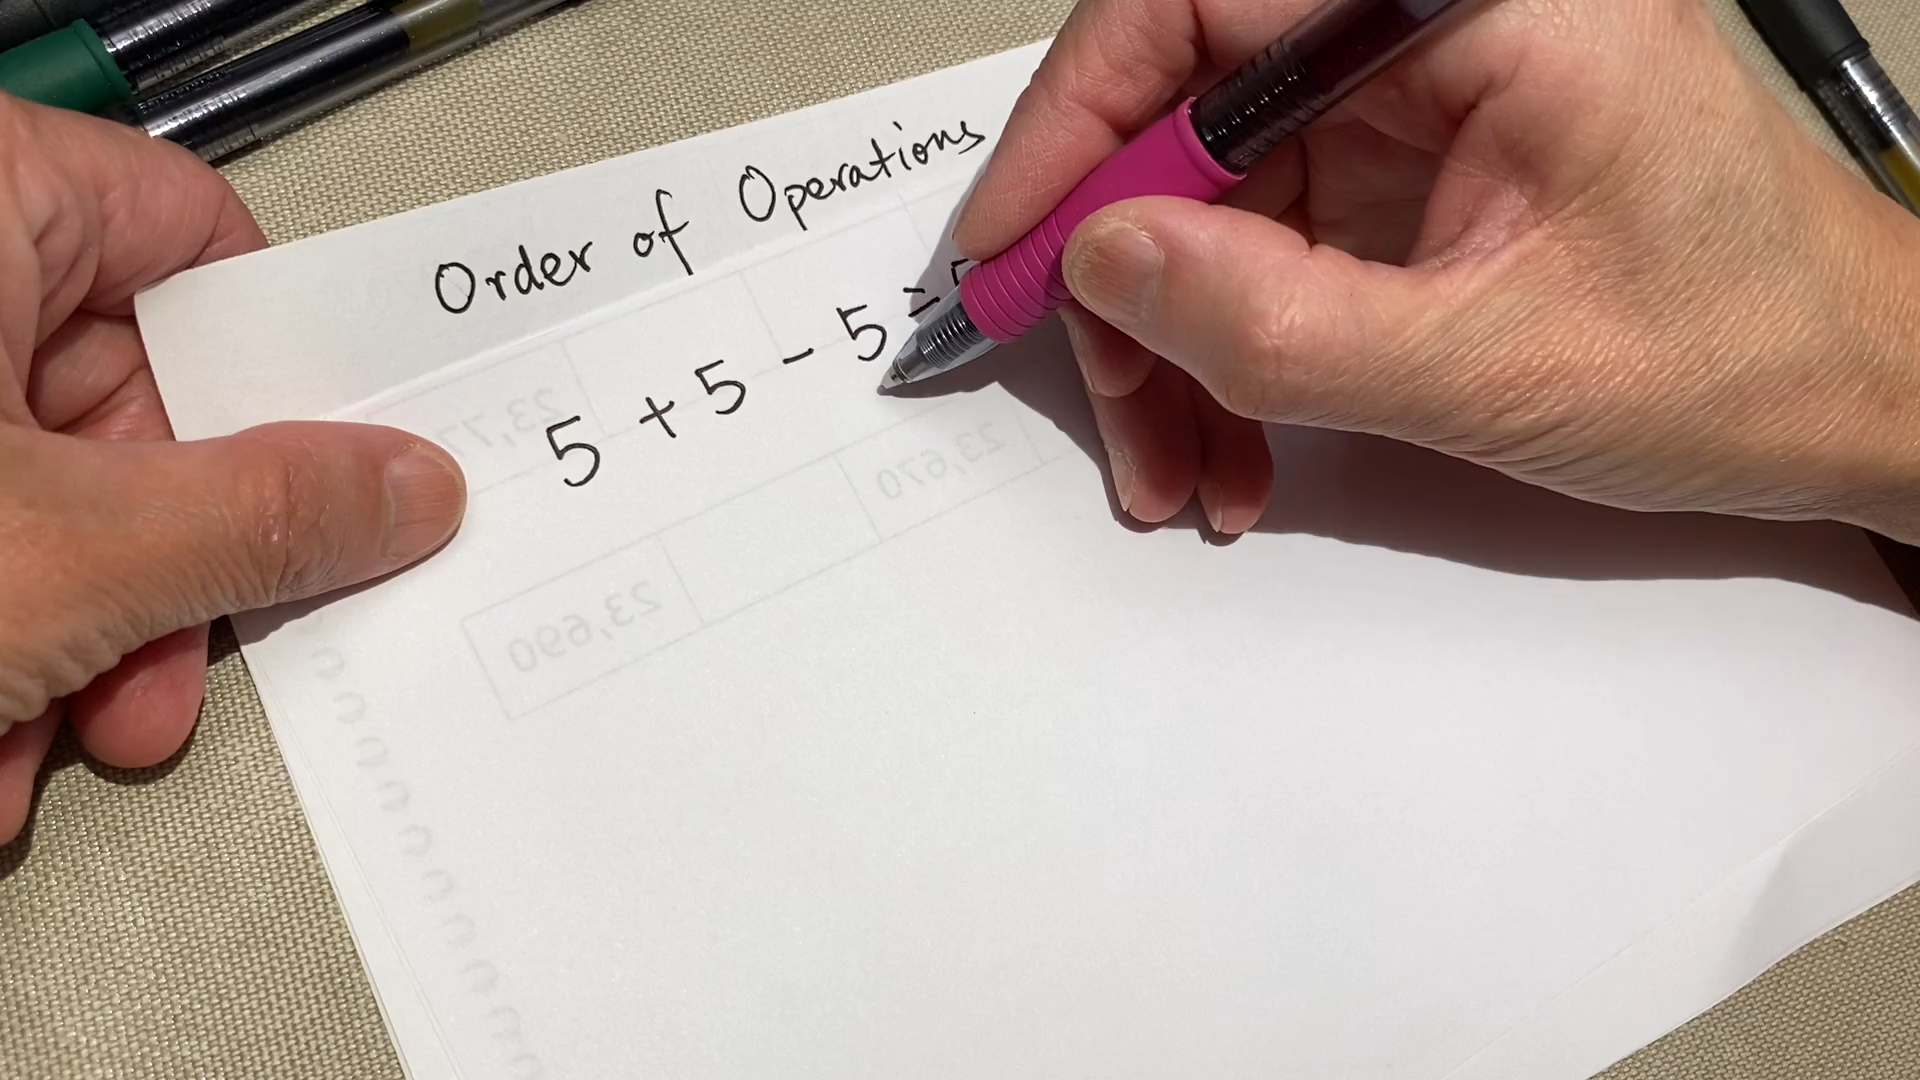 Order of Operations
5 + 5 - 5 =
23,670
23,690